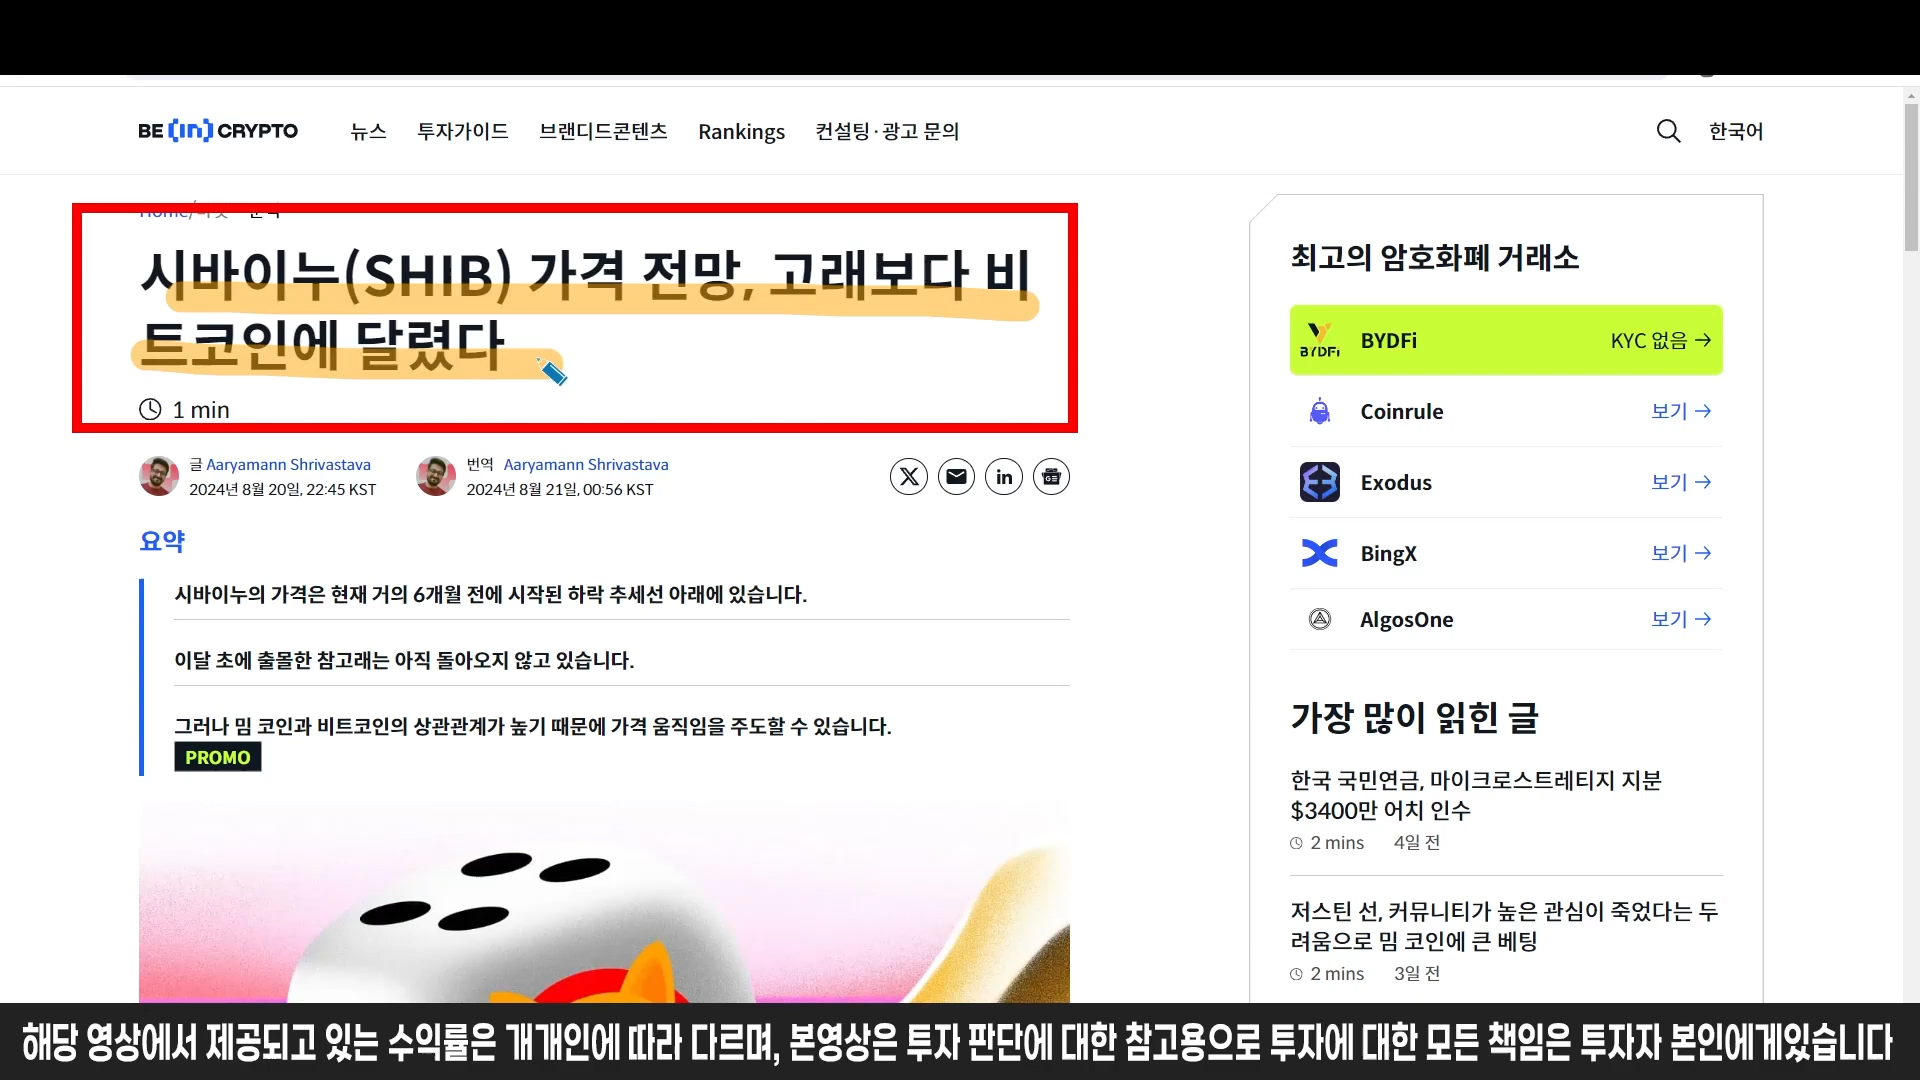 BE [in] CRYPTO
뉴스
투자가이드
브랜디드콘텐츠
Rankings
컨설팅·광고 문의
한국어
시바이누(SHIB) 가격 전망, 고래보다 비
트코인에 달렸다
1 min
글 Aaryamann Shrivastava
2024년 8월 20일, 22:45 KST
번역 Aaryamann Shrivastava
2024년 8월 21일, 00:56 KST
요약
시바이누의 가격은 현재 거의 6개월 전에 시작된 하락 추세선 아래에 있습니다.
이달 초에 출몰한 참고래는 아직 돌아오지 않고 있습니다.
그러나 밈 코인과 비트코인의 상관관계가 높기 때문에 가격 움직임을 주도할 수 있습니다.
PROMO
최고의 암호화폐 거래소
BYDFi
BYDFi
KYC 없음 →
Coinrule
보기 →
Exodus
보기 →
BingX
보기 →
AlgosOne
보기 →
가장 많이 읽힌 글
한국 국민연금, 마이크로스트레티지 지분
$3400만 어치 인수
2 mins 4일 전
저스틴 선, 커뮤니티가 높은 관심이 죽었다는 두
려움으로 밈 코인에 큰 베팅
2 mins 3일 전
해당 영상에서 제공되고 있는 수익률은 개개인에 따라 다르며, 본영상은 투자 판단에 대한 참고용으로 투자에 대한 모든 책임은 투자자 본인에게있습니다